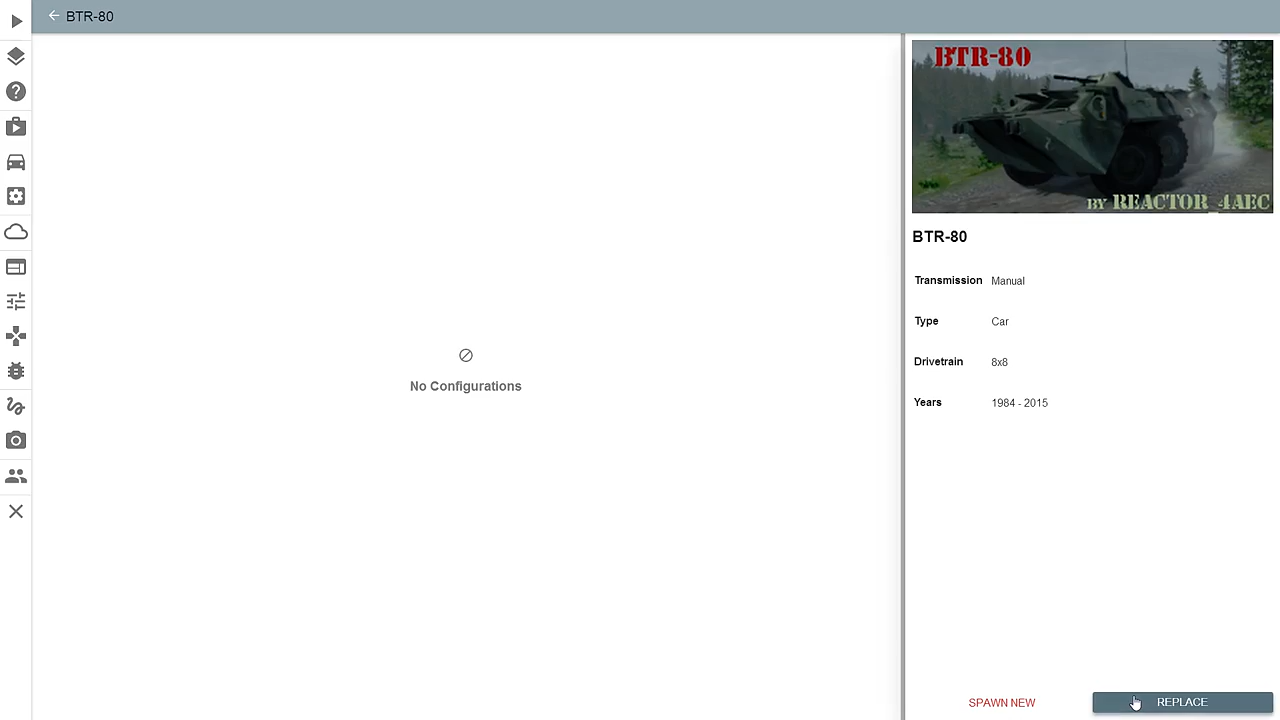 BTR-80
BTR-80
BY REACTOR_4AEC
BTR-80
Transmission Manual
Type Car
Drivetrain 8x8
Years 1984 - 2015
No Configurations
SPAWN NEW
REPLACE